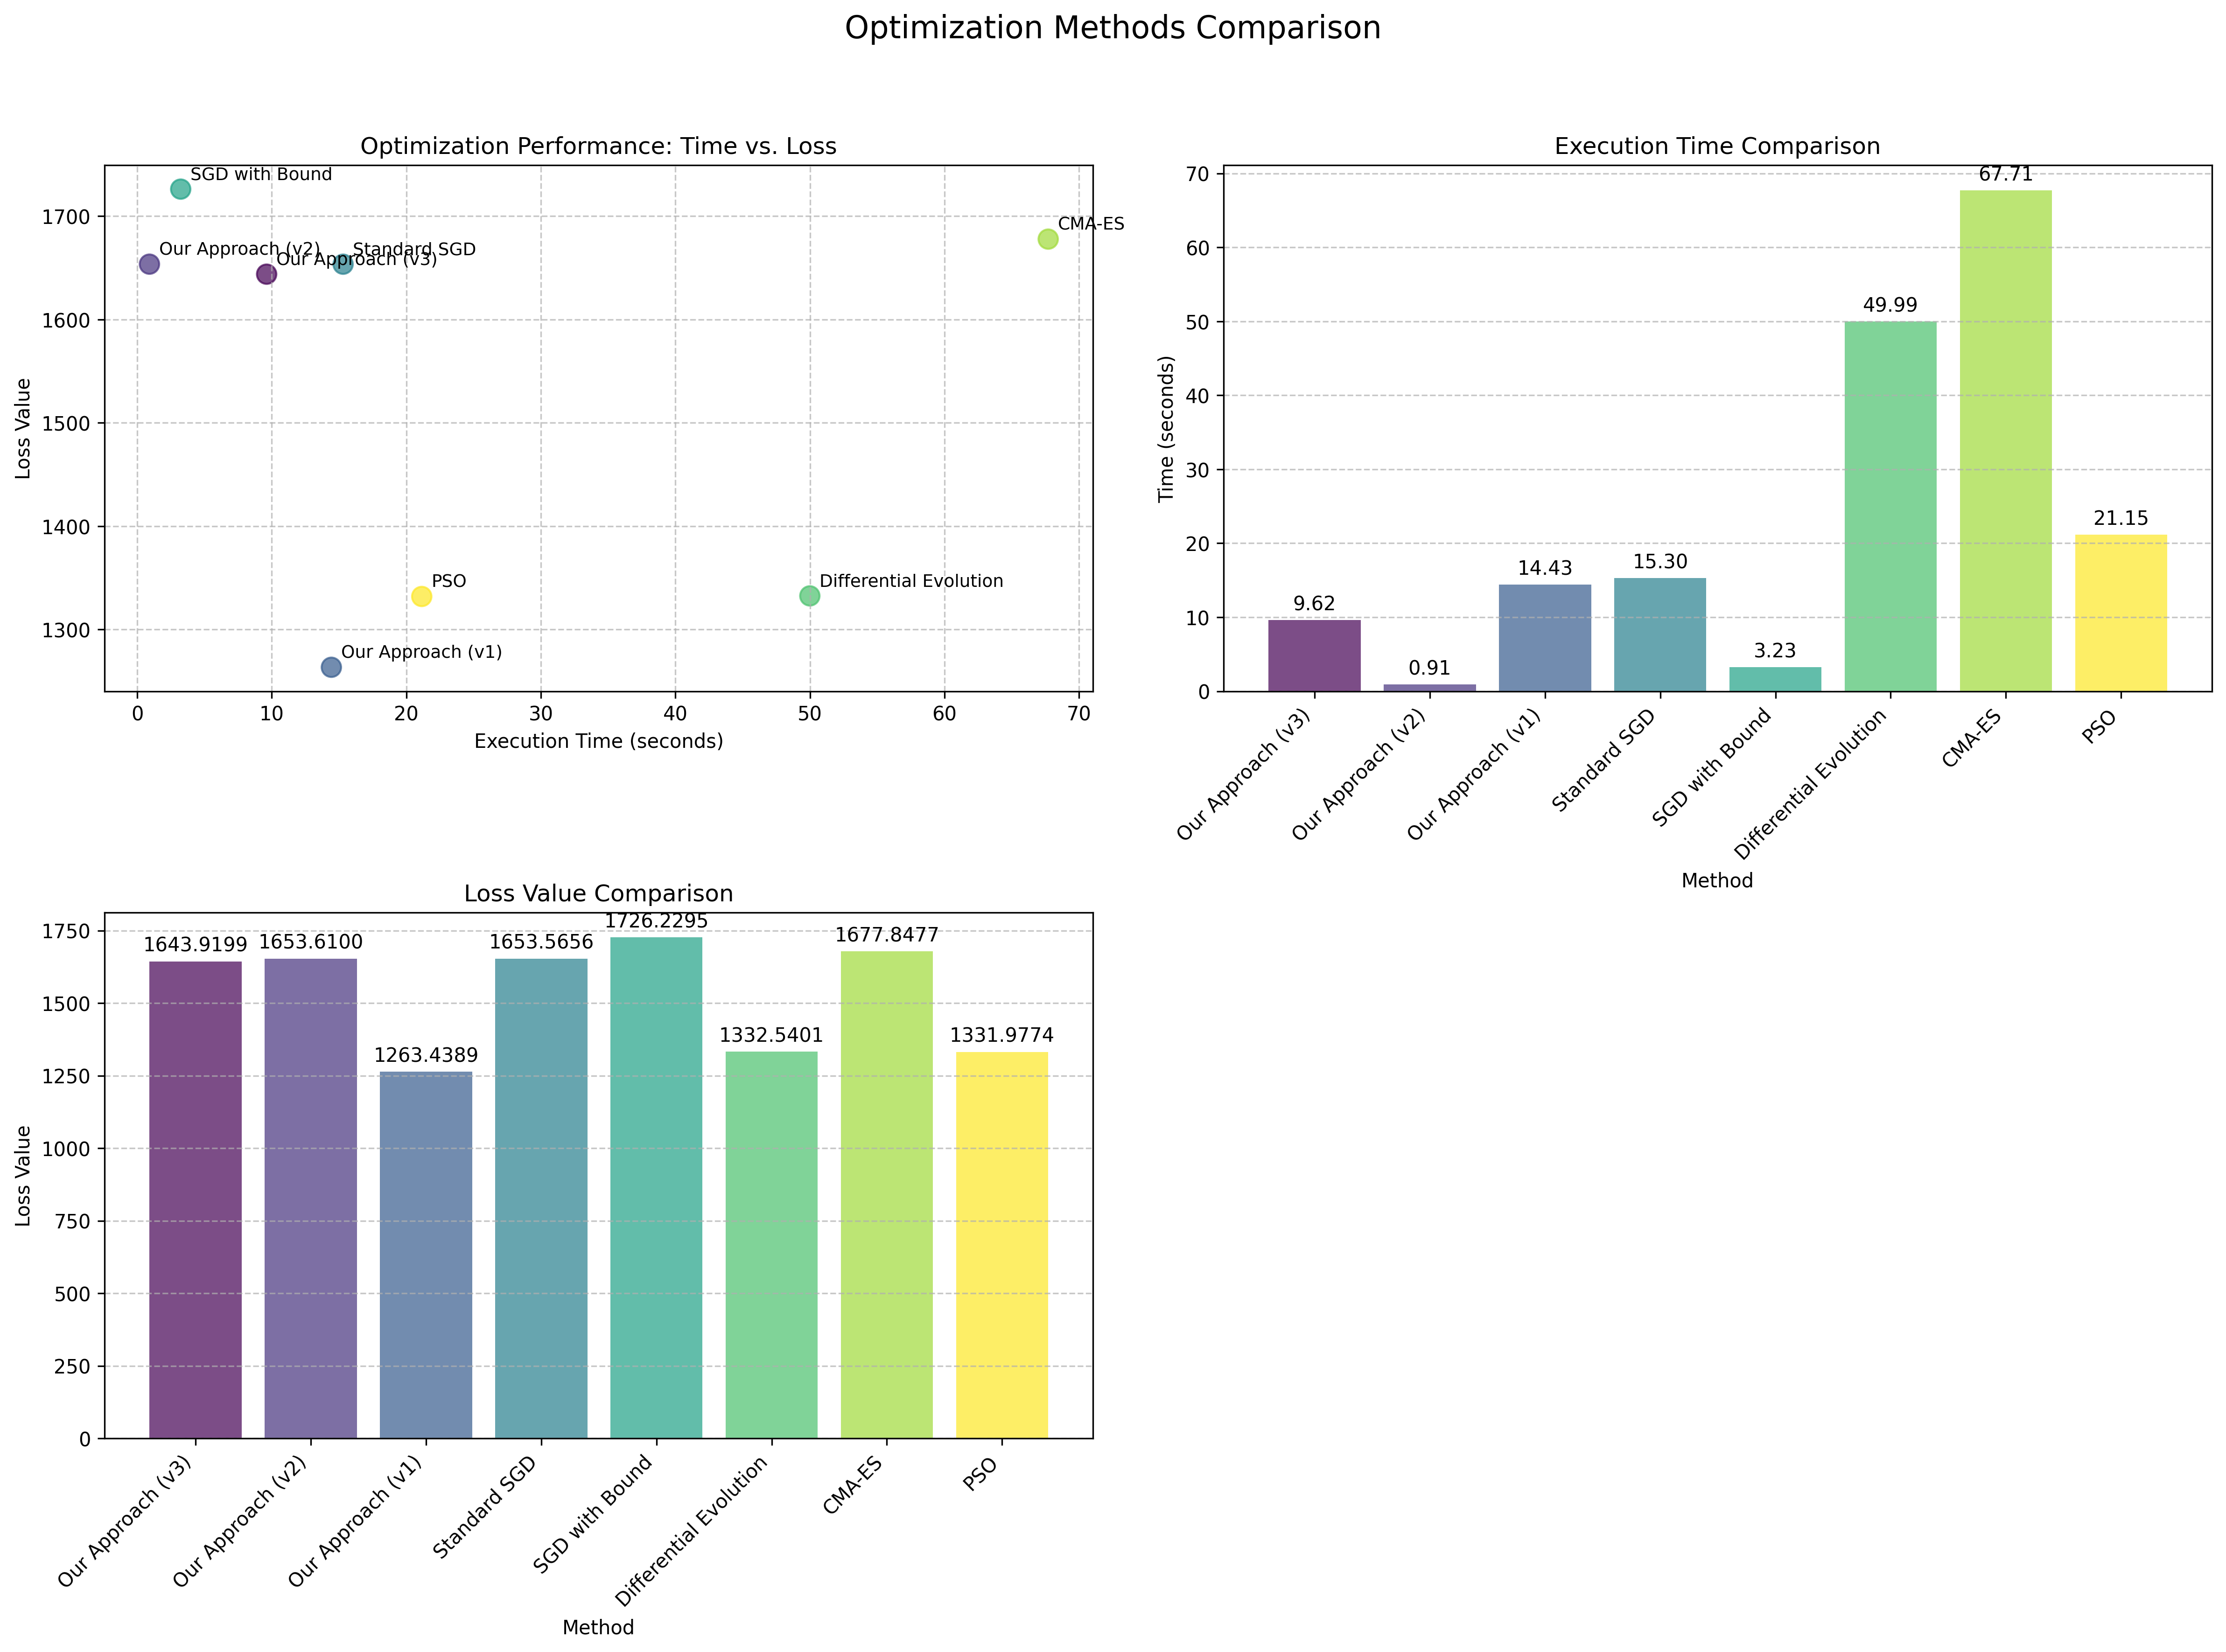 Optimization Methods Comparison
Optimization Performance: Time vs. Loss
Loss Value
1700
1600
1500
1400
1300
SGD with Bound
CMA-ES
Our Approach (v2)
Standard SGD
Our Approach (v3)
PSO
Differential Evolution
Our Approach (v1)
0 10 20 30 40 50 60 70
Execution Time (seconds)
Execution Time Comparison
Time (seconds)
70
60
50
40
30
20
10
0
9.62
0.91
14.43
15.30
3.23
49.99
67.71
21.15
Our Approach (v3)
Our Approach (v2)
Our Approach (v1)
Standard SGD
SGD with Bound
Differential Evolution
CMA-ES
PSO
Method
Loss Value Comparison
Loss Value
1750
1500
1250
1000
750
500
250
0
1643.9199
1653.6100
1263.4389
1653.5656
1726.2295
1332.5401
1677.8477
1331.9774
Our Approach (v3)
Our Approach (v2)
Our Approach (v1)
Standard SGD
SGD with Bound
Differential Evolution
CMA-ES
PSO
Method